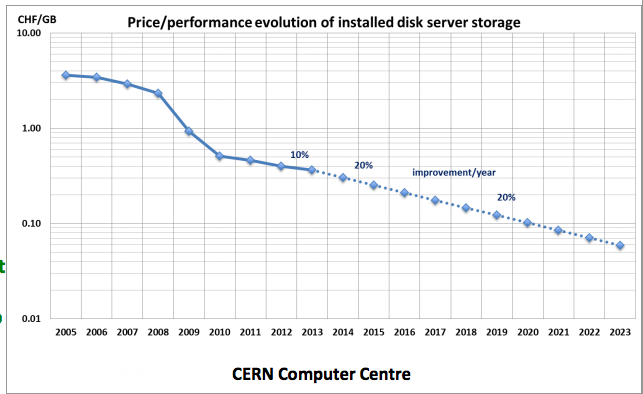 CHF/GB
Price/performance evolution of installed disk server storage
10.00
1.00
10%
20%
improvement/year
20%
0.10
t
0.01
2005 2006 2007 2008 2009 2010 2011 2012 2013 2014 2015 2016 2017 2018 2019 2020 2021 2022 2023
CERN Computer Centre